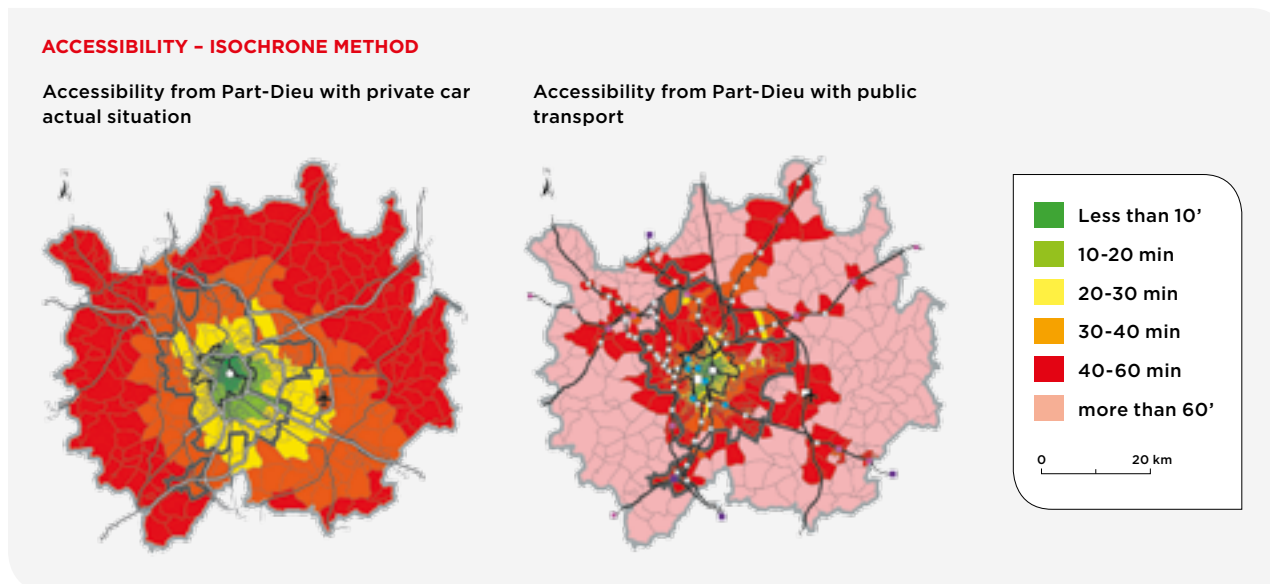 ACCESSIBILITY – ISOCHRONE METHOD
Accessibility from Part-Dieu with private car
actual situation
Accessibility from Part-Dieu with public
transport
Less than 10’
10-20 min
20-30 min
30-40 min
40-60 min
more than 60’
0 20 km